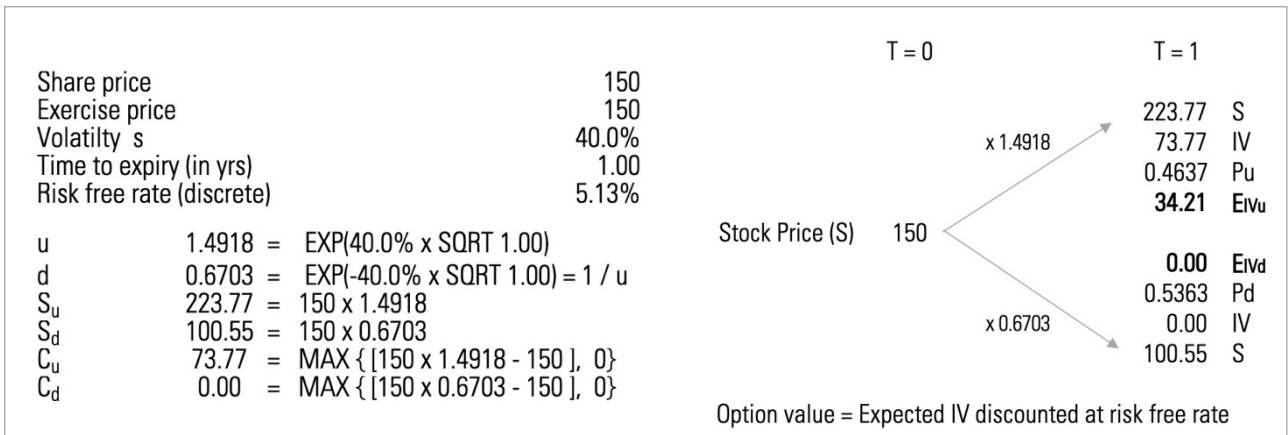 Share price 150
Exercise price 150
Volatilty s 40.0%
Time to expiry (in yrs) 1.00
Risk free rate (discrete) 5.13%
u 1.4918 = EXP(40.0% x SQRT 1.00)
d 0.6703 = EXP(-40.0% x SQRT 1.00) = 1 / u
Su 223.77 = 150 x 1.4918
Sd 100.55 = 150 x 0.6703
Cu 73.77 = MAX { [150 x 1.4918 - 150 ], 0}
Cd 0.00 = MAX { [150 x 0.6703 - 150 ], 0}
T = 0 T = 1
223.77 S
x 1.4918 73.77 IV
0.4637 Pu
34.21 EIVu
Stock Price (S) 150
0.00 EIVd
0.5363 Pd
x 0.6703 0.00 IV
100.55 S
Option value = Expected IV discounted at risk free rate